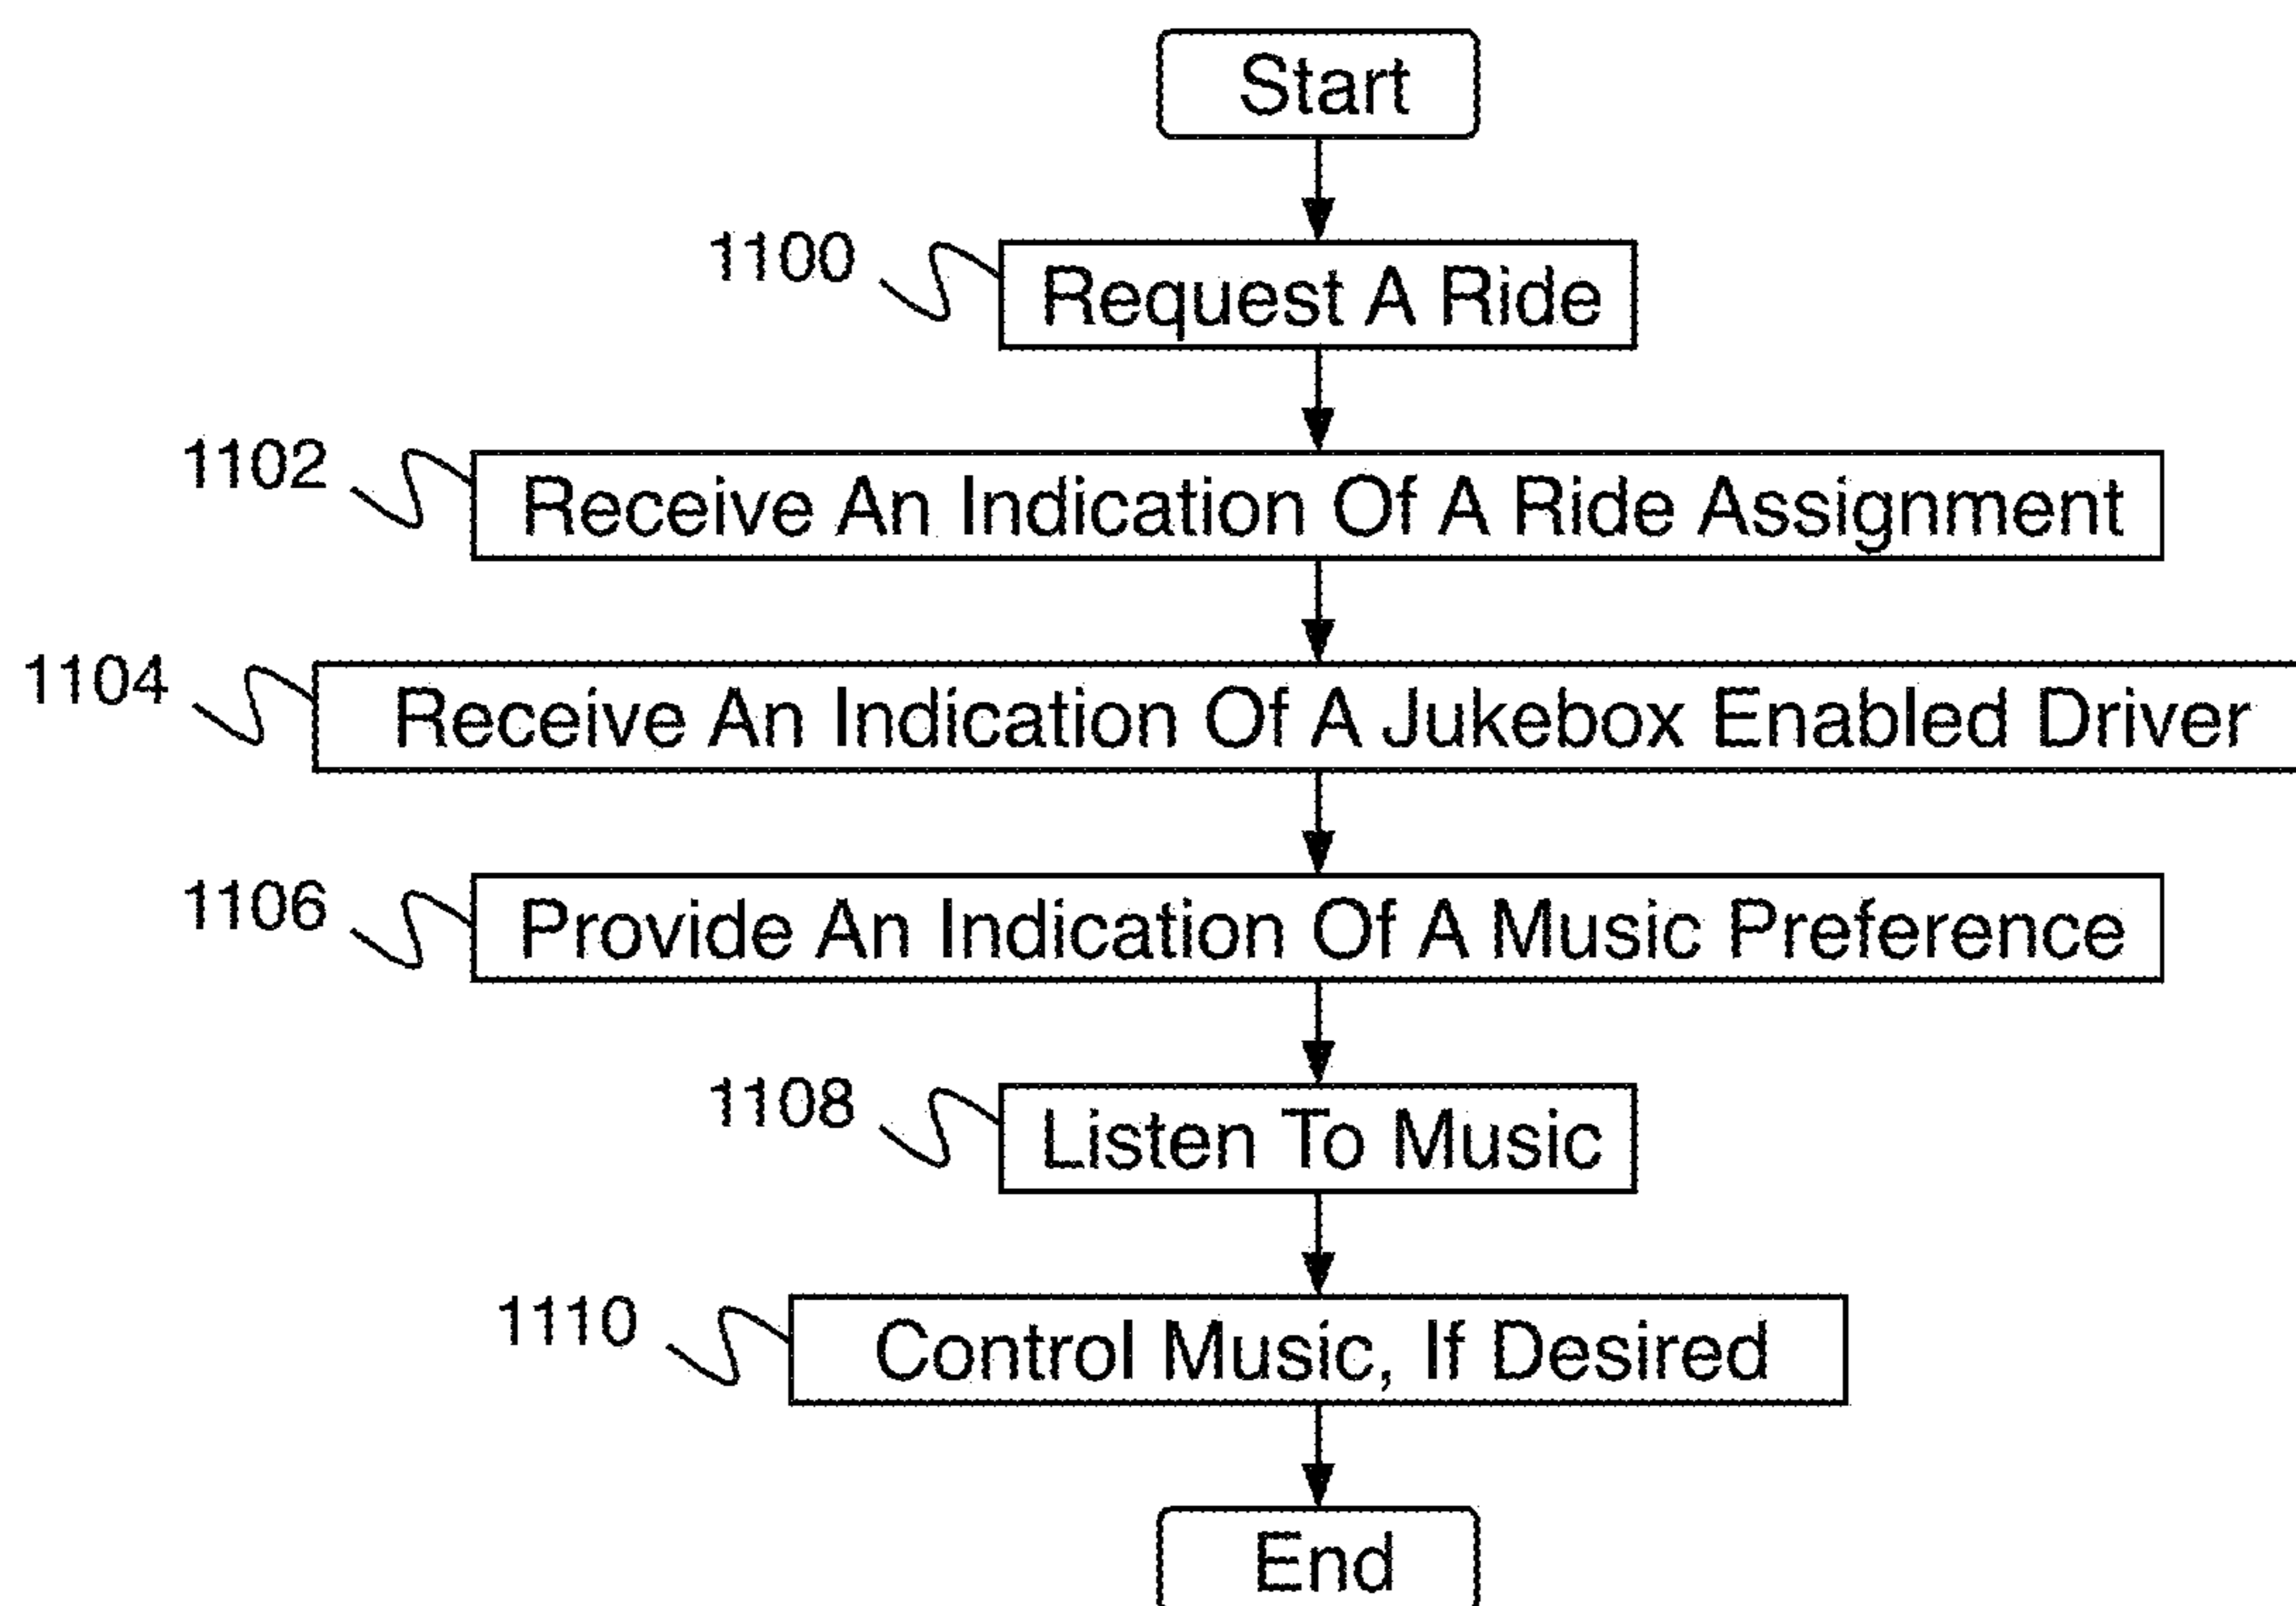 Start
1100
Request A Ride
1102
Receive An Indication Of A Ride Assignment
1104
Receive An Indication Of A Jukebox Enabled Driver
1106
Provide An Indication Of A Music Preference
1108
Listen To Music
1110
Control Music, If Desired
End